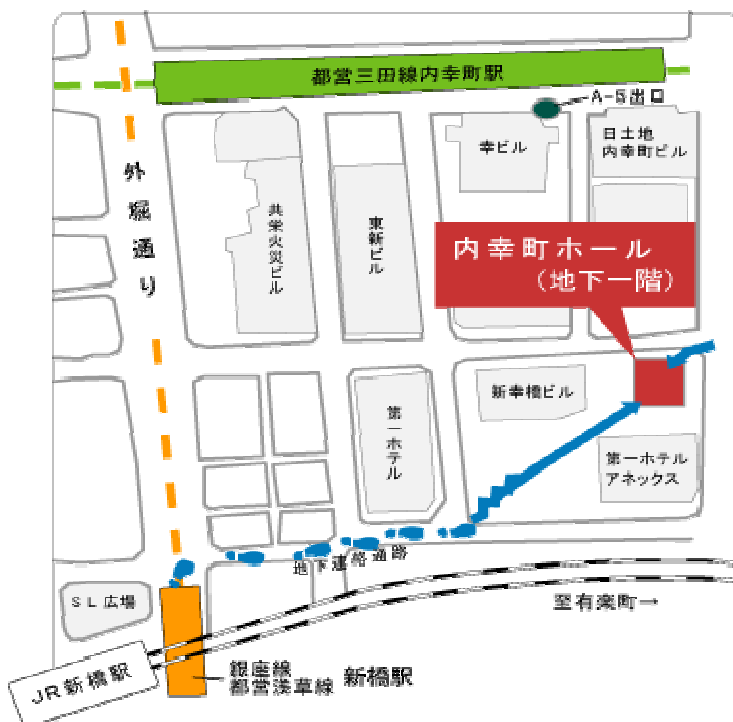 都営三田線内幸町駅
A-5出口
外堀通り
幸ビル
日土地
内幸町ビル
共栄火災ビル
東新ビル
内幸町ホール
(地下一階)
新幸橋ビル
第一ホテル
第一ホテル
アネックス
地下連絡通路
SL広場
至有楽町→
JR新橋駅
銀座線
都営浅草線
新橋駅